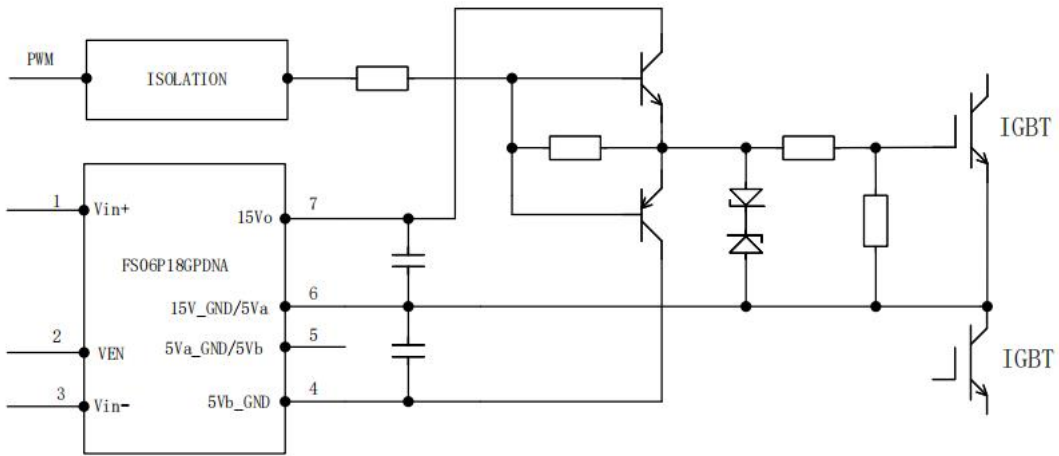 PWM
ISOLATION
IGBT
1
Vin+
15Vo
7
FS06P18GPDNA
15V_GND/5Va
6
2
VEN
5Va_GND/5Vb
5
IGBT
3
Vin-
5Vb_GND
4